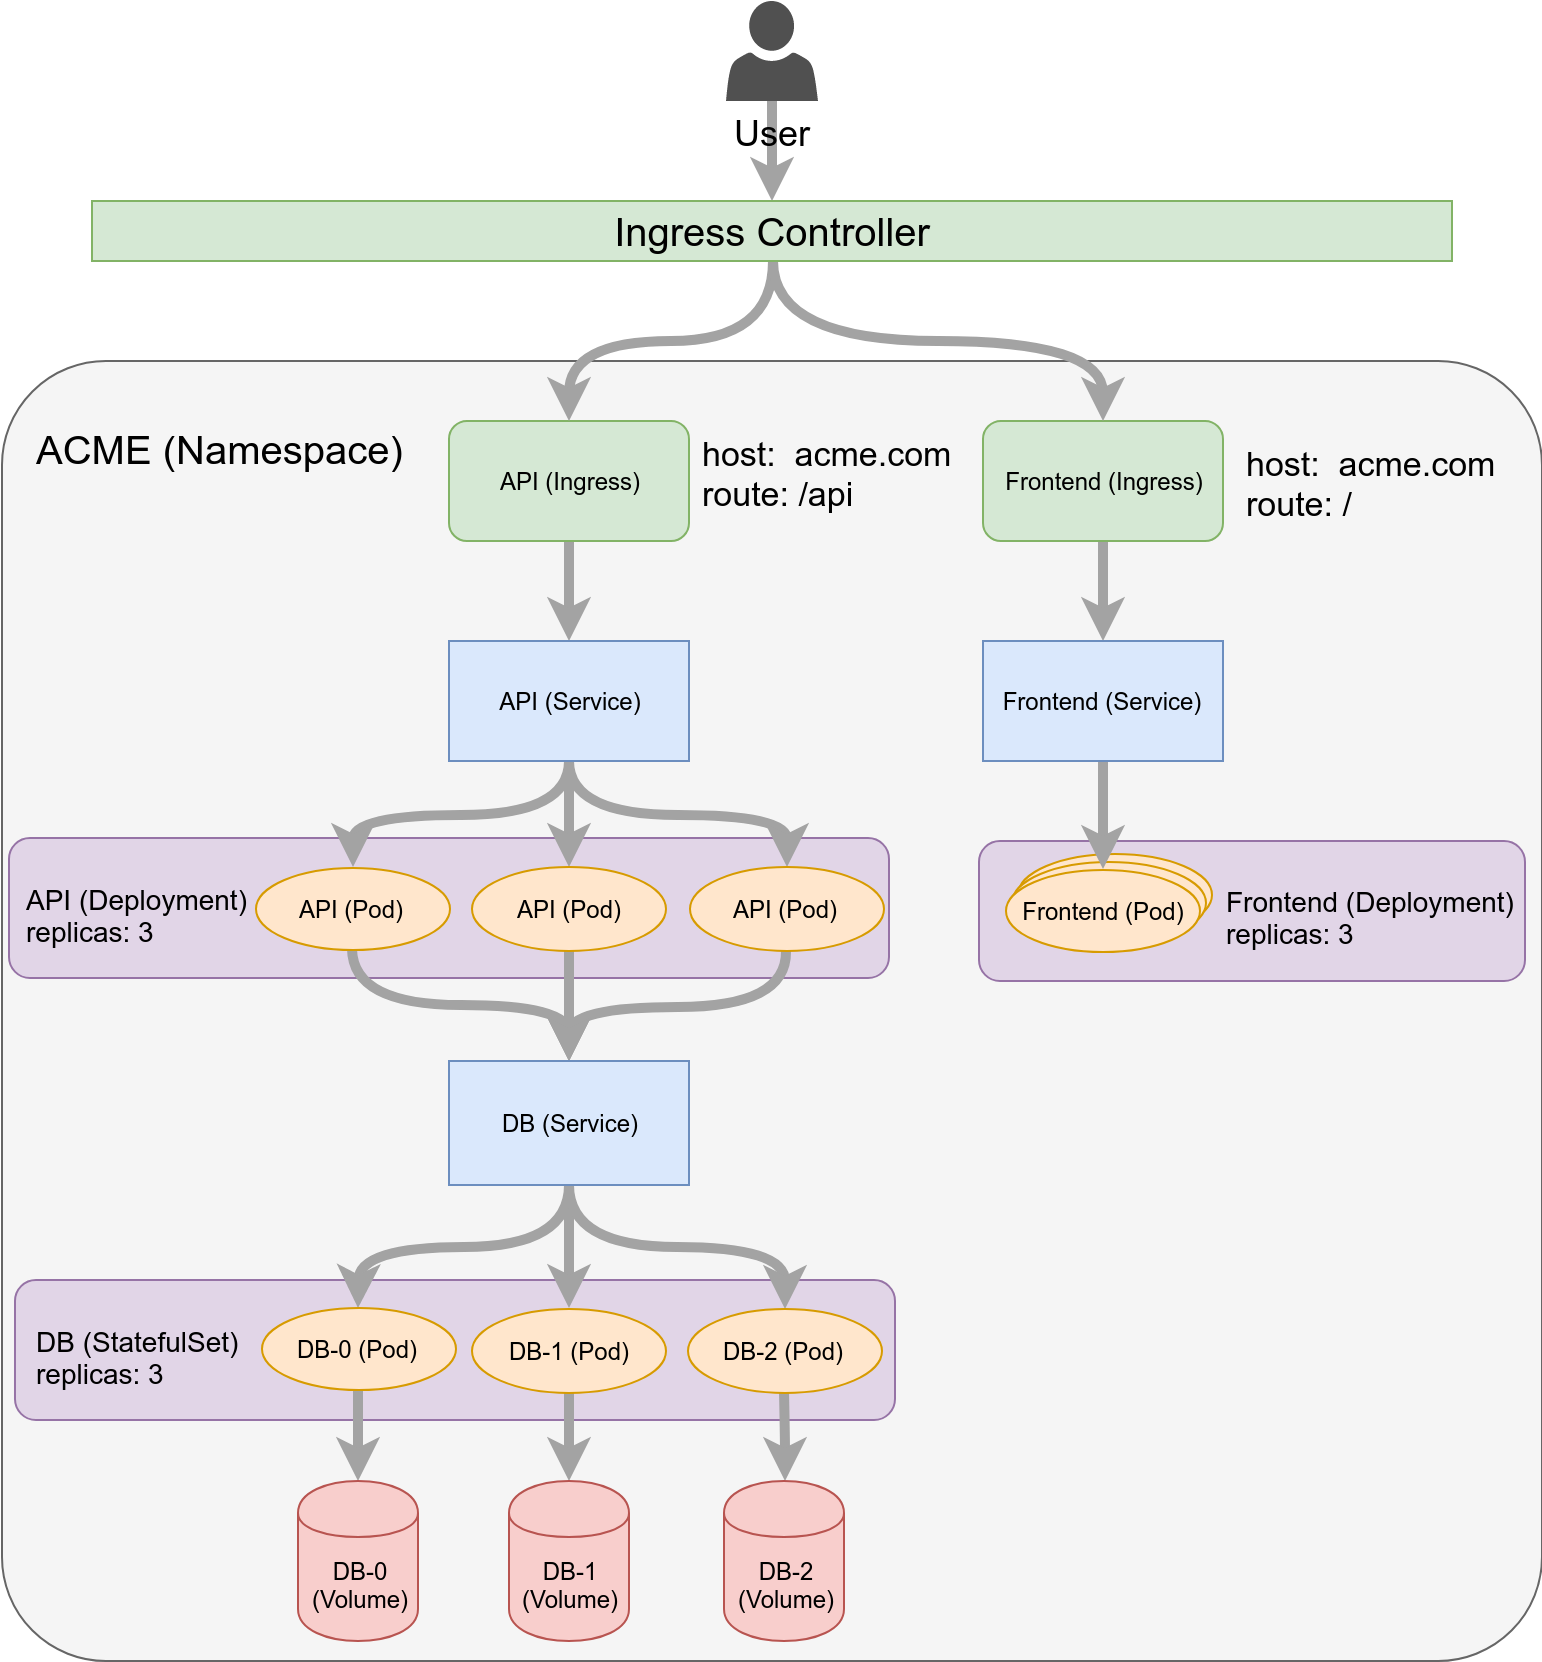 User
Ingress Controller
ACME (Namespace)
API (Ingress)
host:  acme.com
route: /api
Frontend (Ingress)
host:  acme.com
route: /
API (Service)
Frontend (Service)
API (Deployment)
replicas: 3
API (Pod)
API (Pod)
API (Pod)
Frontend (Pod)
Frontend (Deployment)
replicas: 3
DB (Service)
DB (StatefulSet)
replicas: 3
DB-0 (Pod)
DB-1 (Pod)
DB-2 (Pod)
DB-0
(Volume)
DB-1
(Volume)
DB-2
(Volume)